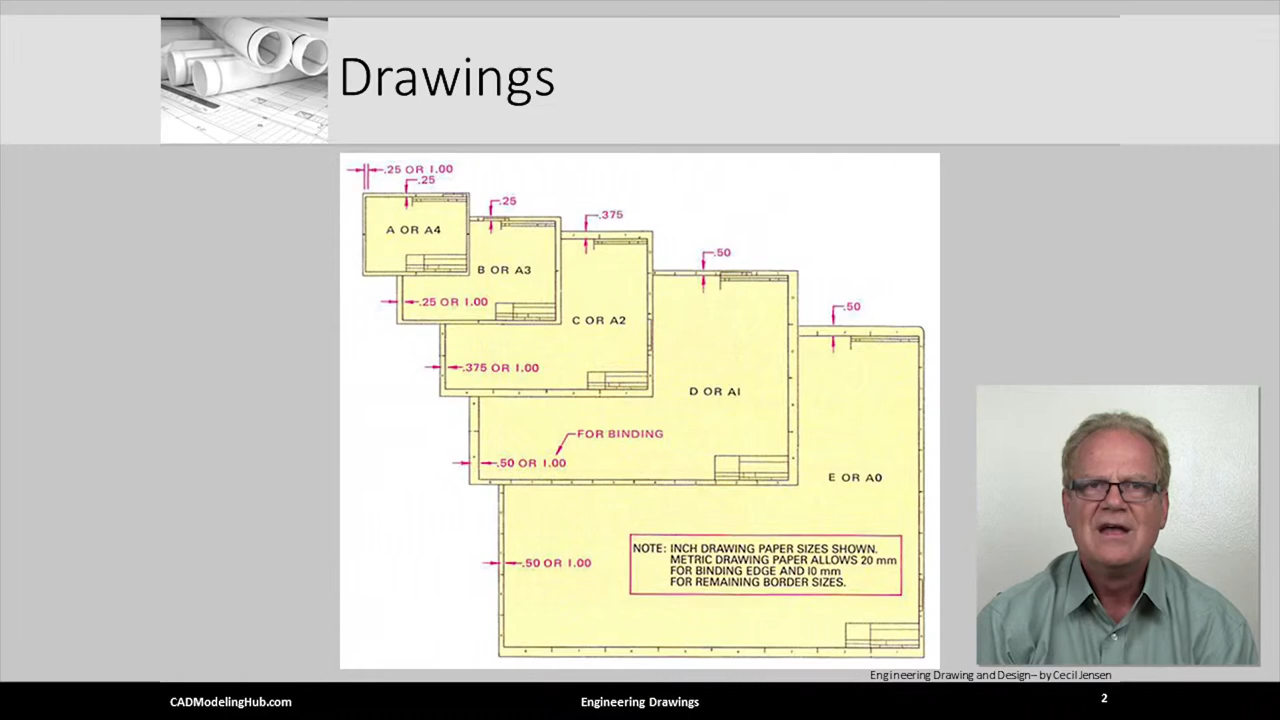 Drawings
.25 OR 1.00
.25
.25
.375
A OR A4
.50
B OR A3
.25 OR 1.00
.50
C OR A2
.375 OR 1.00
D OR A1
FOR BINDING
.50 OR 1.00
E OR A0
NOTE: INCH DRAWING PAPER SIZES SHOWN.
METRIC DRAWING PAPER ALLOWS 20 mm
FOR BINDING EDGE AND 10 mm
FOR REMAINING BORDER SIZES.
.50 OR 1.00
Engineering Drawing and Design– by Cecil Jensen
CADModelingHub.com
Engineering Drawings
2